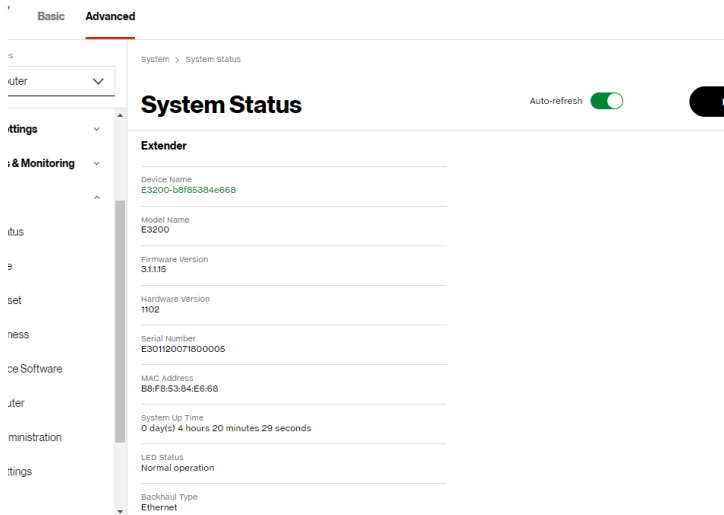 Basic Advanced
System > System Status
uter
System Status
Auto-refresh
ttings
s & Monitoring
Extender
Device Name
E3200-b8f85384e668
Model Name
E3200
Firmware Version
3.1.1.15
Hardware Version
1102
Serial Number
E301120071800005
MAC Address
B8:F8:53:84:E6:68
System Up Time
0 day(s) 4 hours 20 minutes 29 seconds
LED Status
Normal operation
Backhaul Type
Ethernet
tus
e
set
ness
ce Software
uter
ministration
ttings